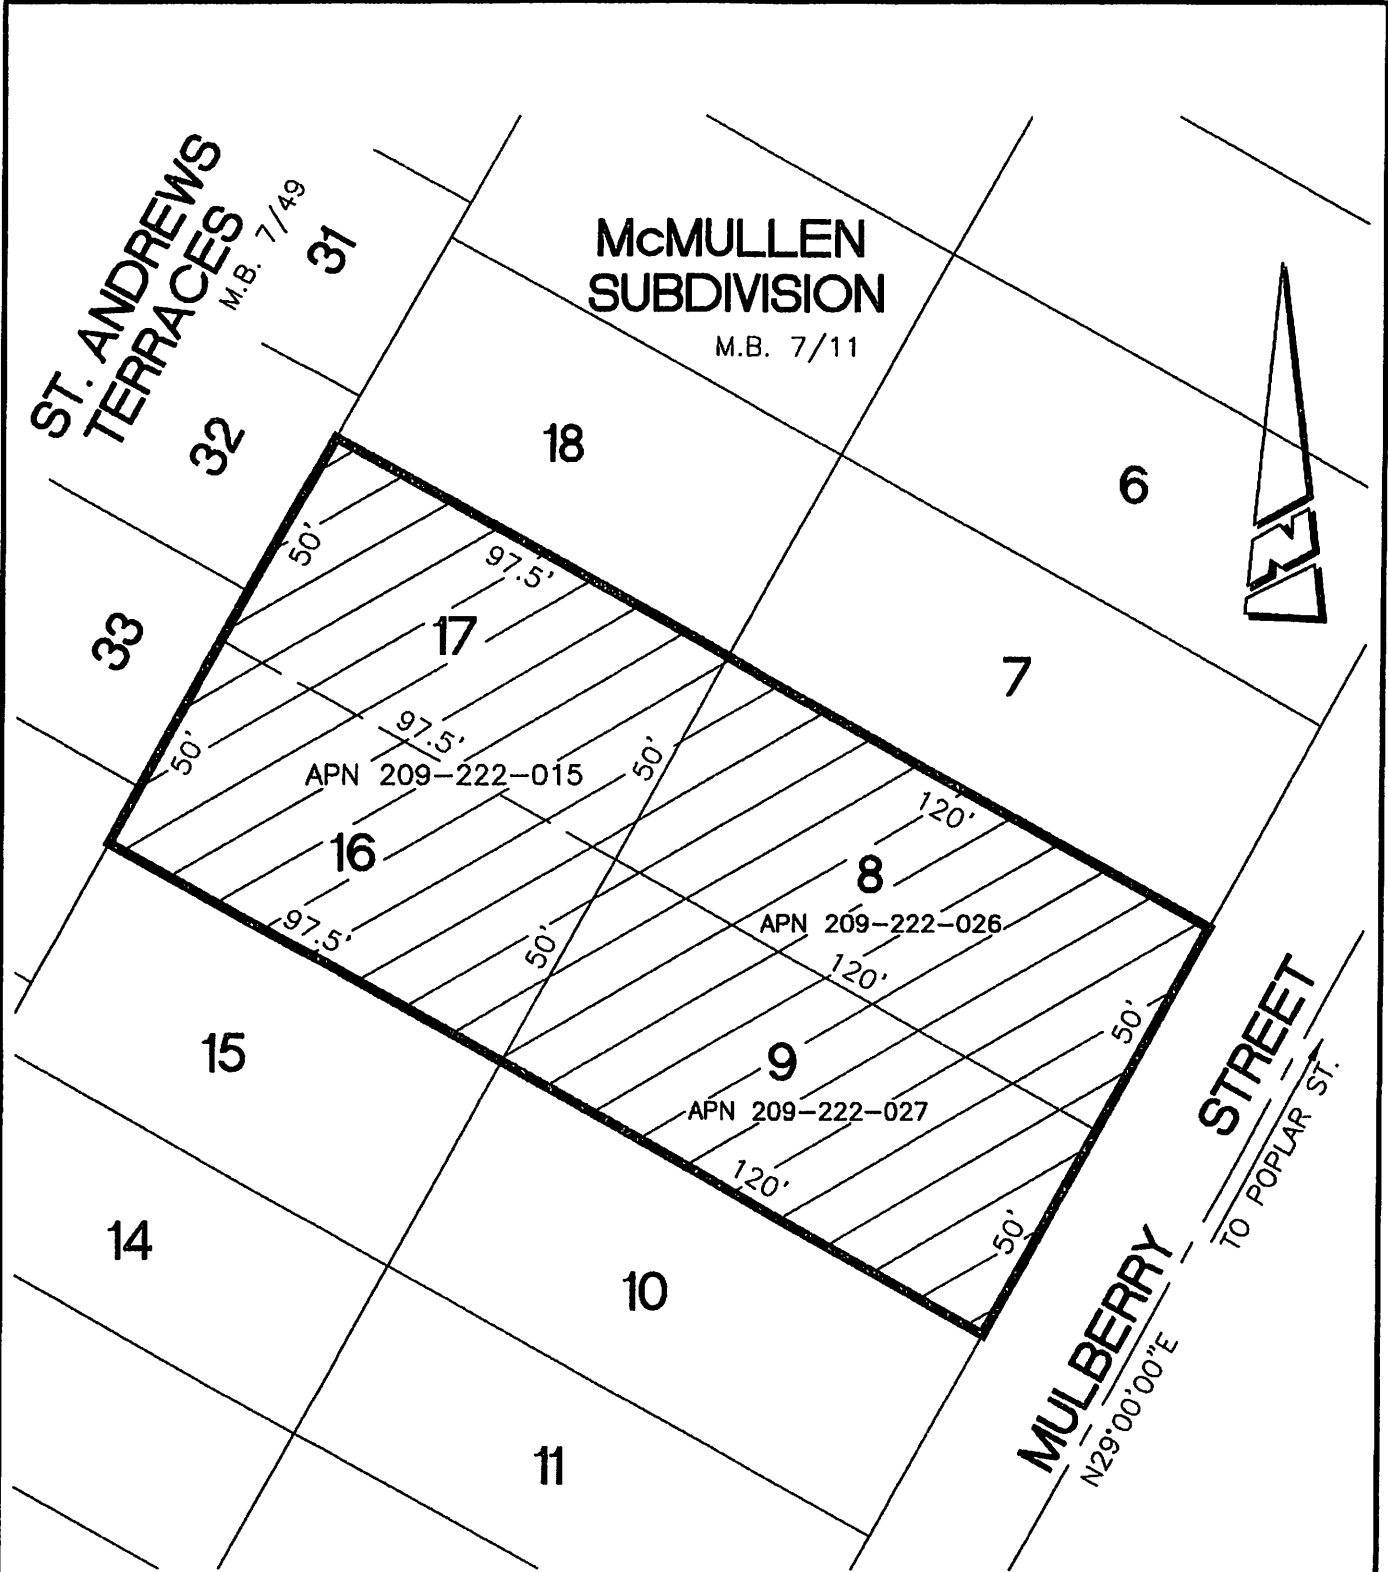 ST. ANDREWS
TERRACES
M.B. 7/49
31
32
33
McMULLEN
SUBDIVISION
M.B. 7/11
18
6
7
N
50'
97.5'
17
97.5'
50'
APN 209-222-015
50'
16
97.5'
50'
120'
8
APN 209-222-026
120'
50'
9
APN 209-222-027
120'
50'
15
14
10
11
MULBERRY STREET
TO POPLAR ST.
N29°00'00"E